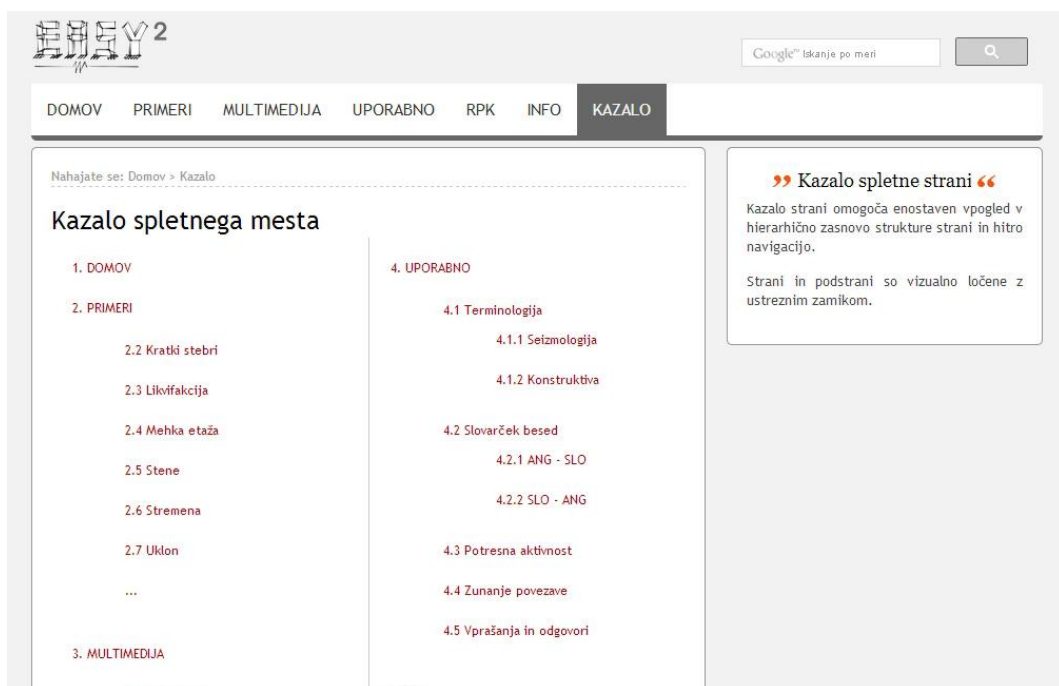 EASY 2
Google™ Iskanje po meri
DOMOV PRIMERI MULTIMEDIJA UPORABNO RPK INFO KAZALO
Nahajate se: Domov > Kazalo
Kazalo spletnega mesta
1. DOMOV
2. PRIMERI
2.2 Kratki stebri
2.3 Likvifakcija
2.4 Mehka etaža
2.5 Stene
2.6 Stremena
2.7 Uklon
...
3. MULTIMEDIJA
4. UPORABNO
4.1 Terminologija
4.1.1 Seizmologija
4.1.2 Konstruktiva
4.2 Slovarček besed
4.2.1 ANG - SLO
4.2.2 SLO - ANG
4.3 Potresna aktivnost
4.4 Zunanje povezave
4.5 Vprašanja in odgovori
” Kazalo spletne strani “
Kazalo strani omogoča enostaven vpogled v
hierarhično zasnovo strukture strani in hitro
navigacijo.
Strani in podstrani so vizualno ločene z
ustreznim zamikom.